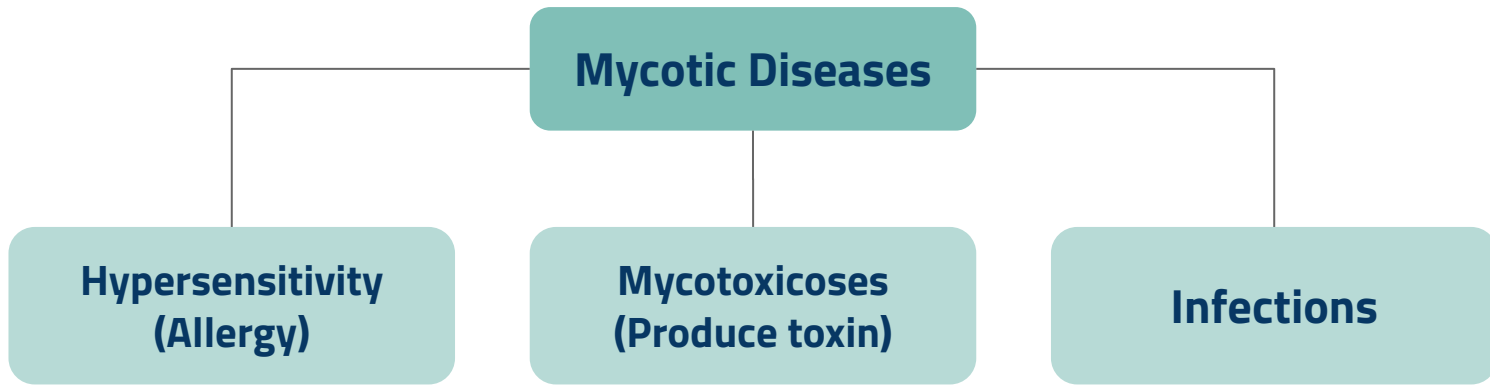 Mycotic Diseases
Hypersensitivity
(Allergy)
Mycotoxicoses
(Produce toxin)
Infections